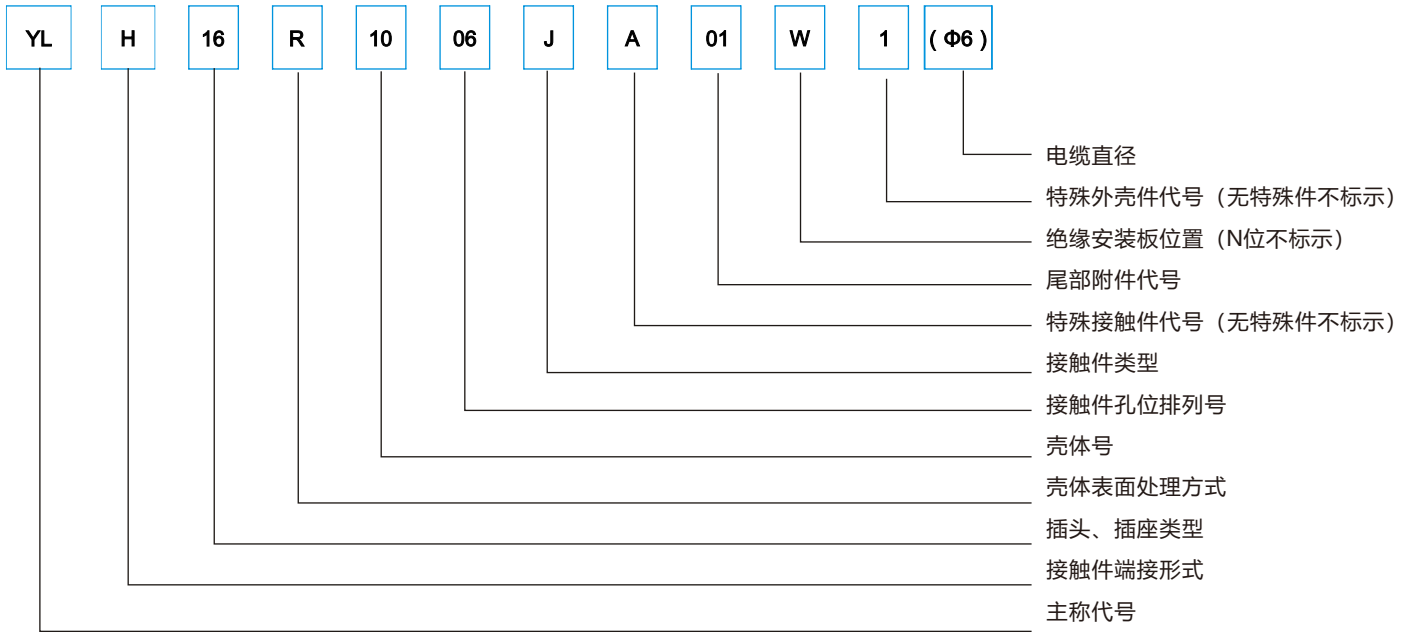 YL H 16 R 10 06 J A 01 W 1 (Φ6)
电缆直径
特殊外壳件代号（无特殊件不标示）
绝缘安装板位置（N位不标示）
尾部附件代号
特殊接触件代号（无特殊件不标示）
接触件类型
接触件孔位排列号
壳体号
壳体表面处理方式
插头、插座类型
接触件端接形式
主称代号